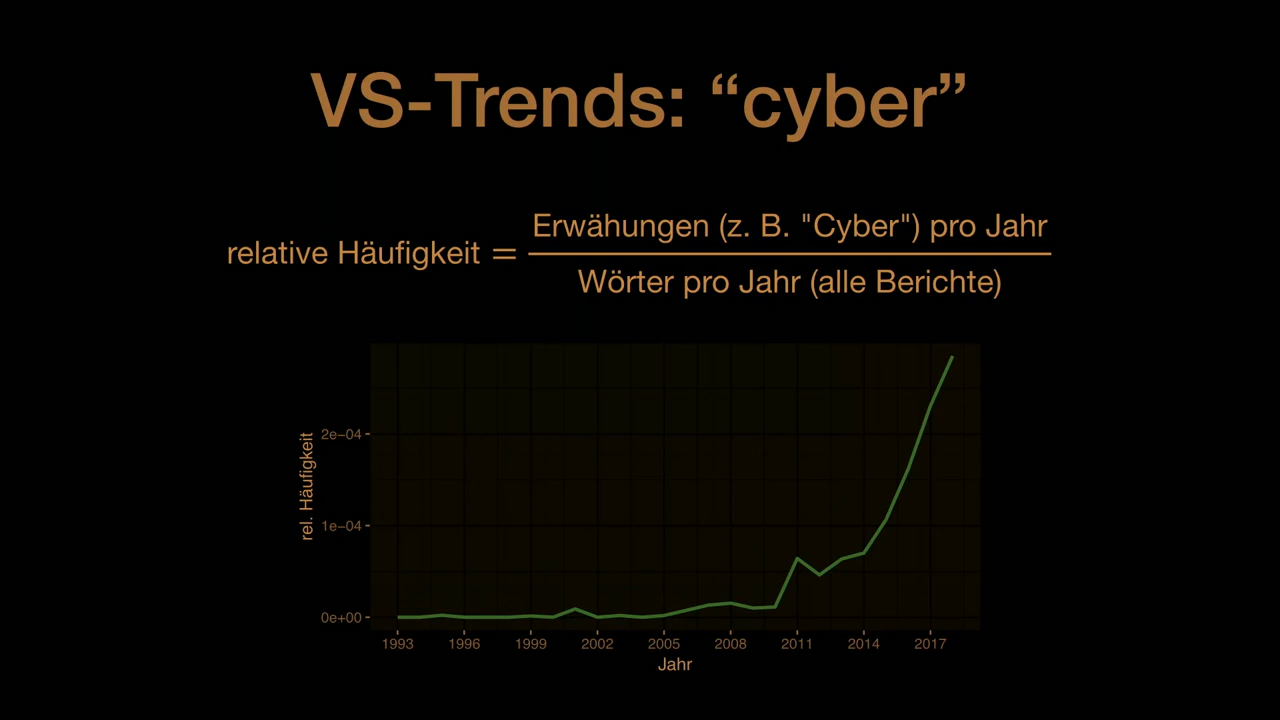 VS-Trends: “cyber”
relative Häufigkeit = Erwähungen (z. B. "Cyber") pro Jahr
Wörter pro Jahr (alle Berichte)
rel. Häufigkeit
2e−04
1e−04
0e+00
1993 1996 1999 2002 2005 2008 2011 2014 2017
Jahr